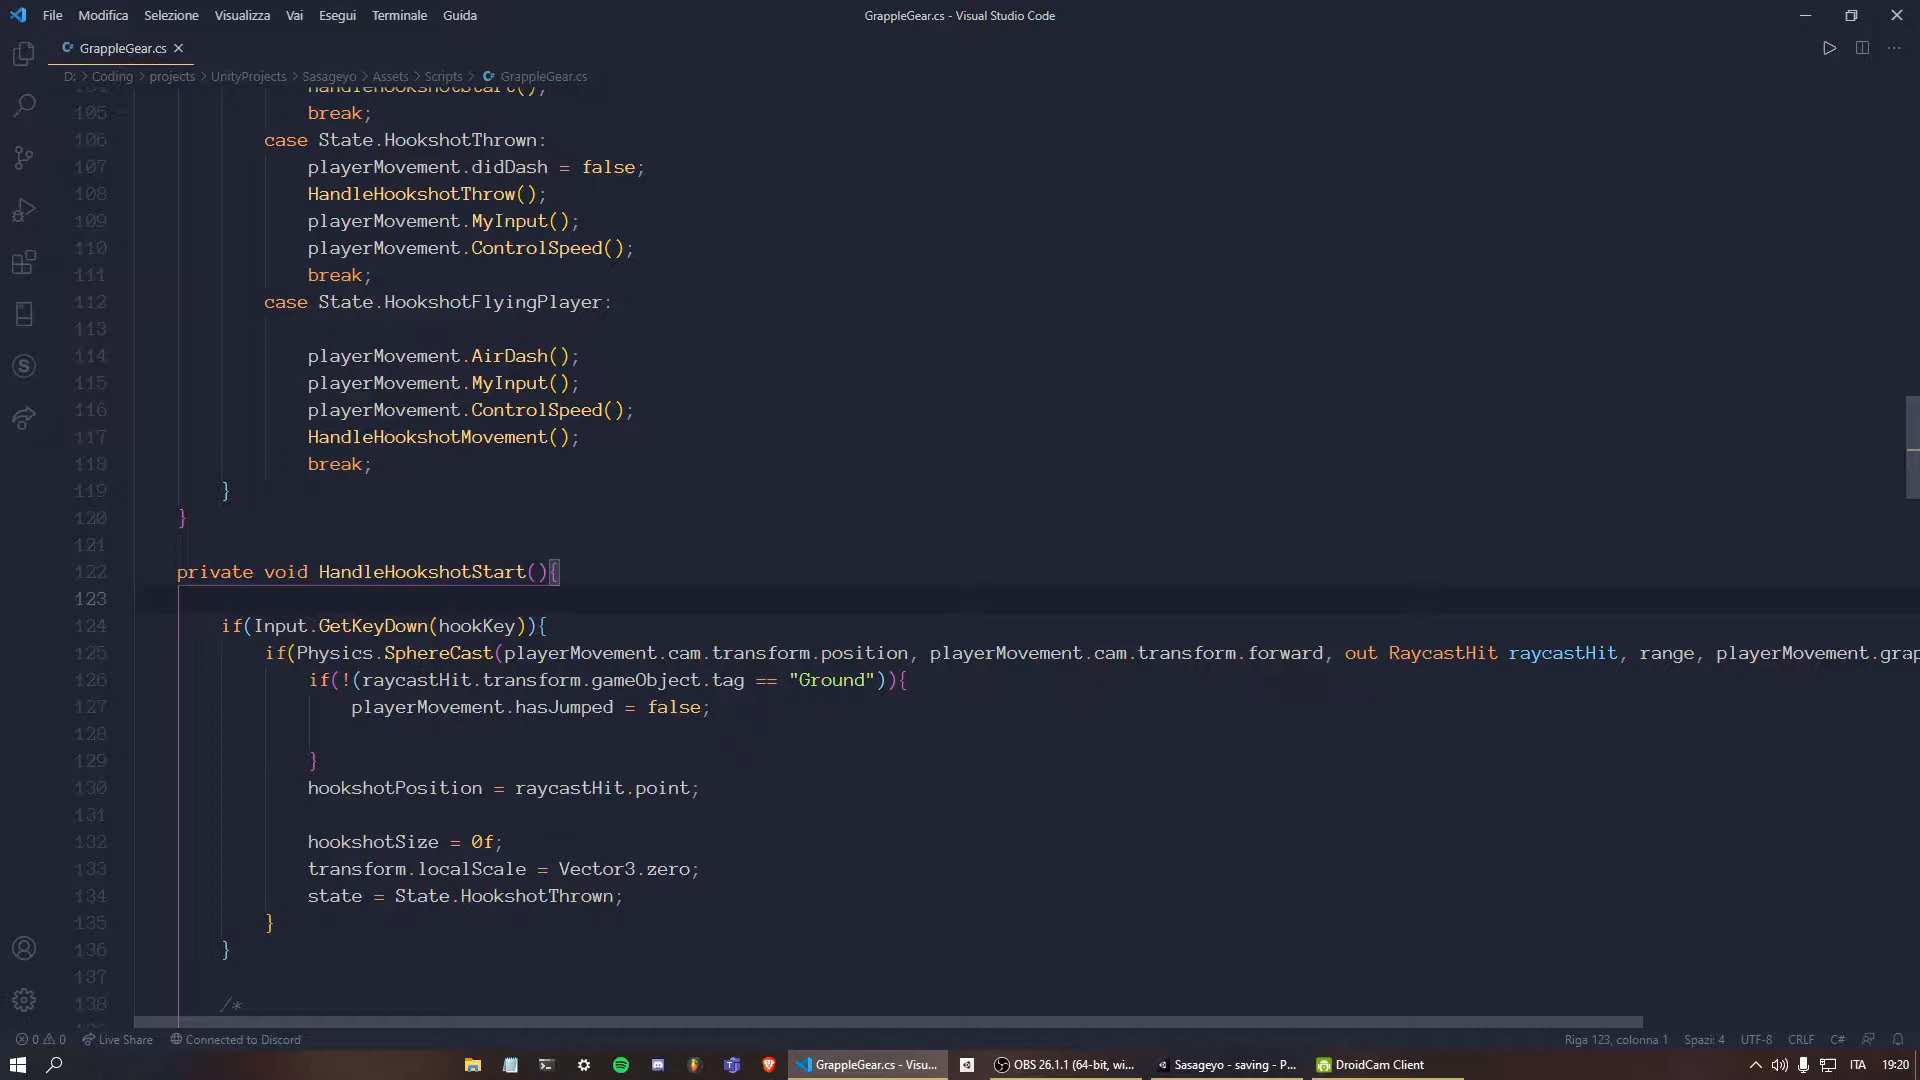 File Modifica Selezione Visualizza Vai Esegui Terminale Guida
GrappleGear.cs - Visual Studio Code
GrappleGear.cs
D: > Coding > projects > UnityProjects > Sasageyo > Assets > Scripts > GrappleGear.cs
104 HandleHookshotStart();
105 break;
106 case State.HookshotThrown:
107 playerMovement.didDash = false;
108 HandleHookshotThrow();
109 playerMovement.MyInput();
110 playerMovement.ControlSpeed();
111 break;
112 case State.HookshotFlyingPlayer:
113
114 playerMovement.AirDash();
115 playerMovement.MyInput();
116 playerMovement.ControlSpeed();
117 HandleHookshotMovement();
118 break;
119 }
120 }
121
122 private void HandleHookshotStart(){
123
124 if(Input.GetKeyDown(hookKey)){
125 if(Physics.SphereCast(playerMovement.cam.transform.position, playerMovement.cam.transform.forward, out RaycastHit raycastHit, range, playerMovement.grap
126 if(!(raycastHit.transform.gameObject.tag == "Ground")){
127 playerMovement.hasJumped = false;
128
129 }
130 hookshotPosition = raycastHit.point;
131
132 hookshotSize = 0f;
133 transform.localScale = Vector3.zero;
134 state = State.HookshotThrown;
135 }
136 }
137
138 /*
0 0 Live Share Connected to Discord
Riga 123, colonna 1 Spazi: 4 UTF-8 CRLF C#
GrappleGear.cs - Visu... OBS 26.1.1 (64-bit, wi... Sasageyo - saving - P... DroidCam Client ITA 19:20